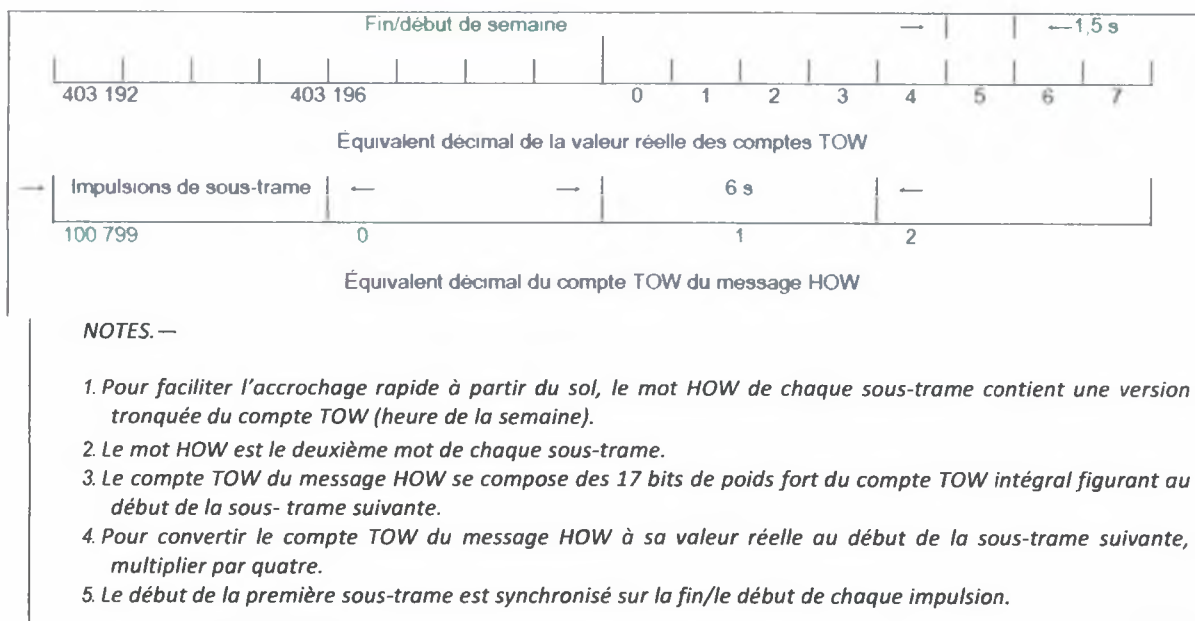 Fin/début de semaine → ←1,5 s
403 192 403 196 0 1 2 3 4 5 6 7
Équivalent décimal de la valeur réelle des comptes TOW
→ Impulsions de sous-trame ← → 6 s ←
100 799 0 1 2
Équivalent décimal du compte TOW du message HOW
NOTES.—
1. Pour faciliter l'accrochage rapide à partir du sol, le mot HOW de chaque sous-trame contient une version
tronquée du compte TOW (heure de la semaine).
2. Le mot HOW est le deuxième mot de chaque sous-trame.
3. Le compte TOW du message HOW se compose des 17 bits de poids fort du compte TOW intégral figurant au
début de la sous- trame suivante.
4. Pour convertir le compte TOW du message HOW à sa valeur réelle au début de la sous-trame suivante,
multiplier par quatre.
5. Le début de la première sous-trame est synchronisé sur la fin/le début de chaque impulsion.